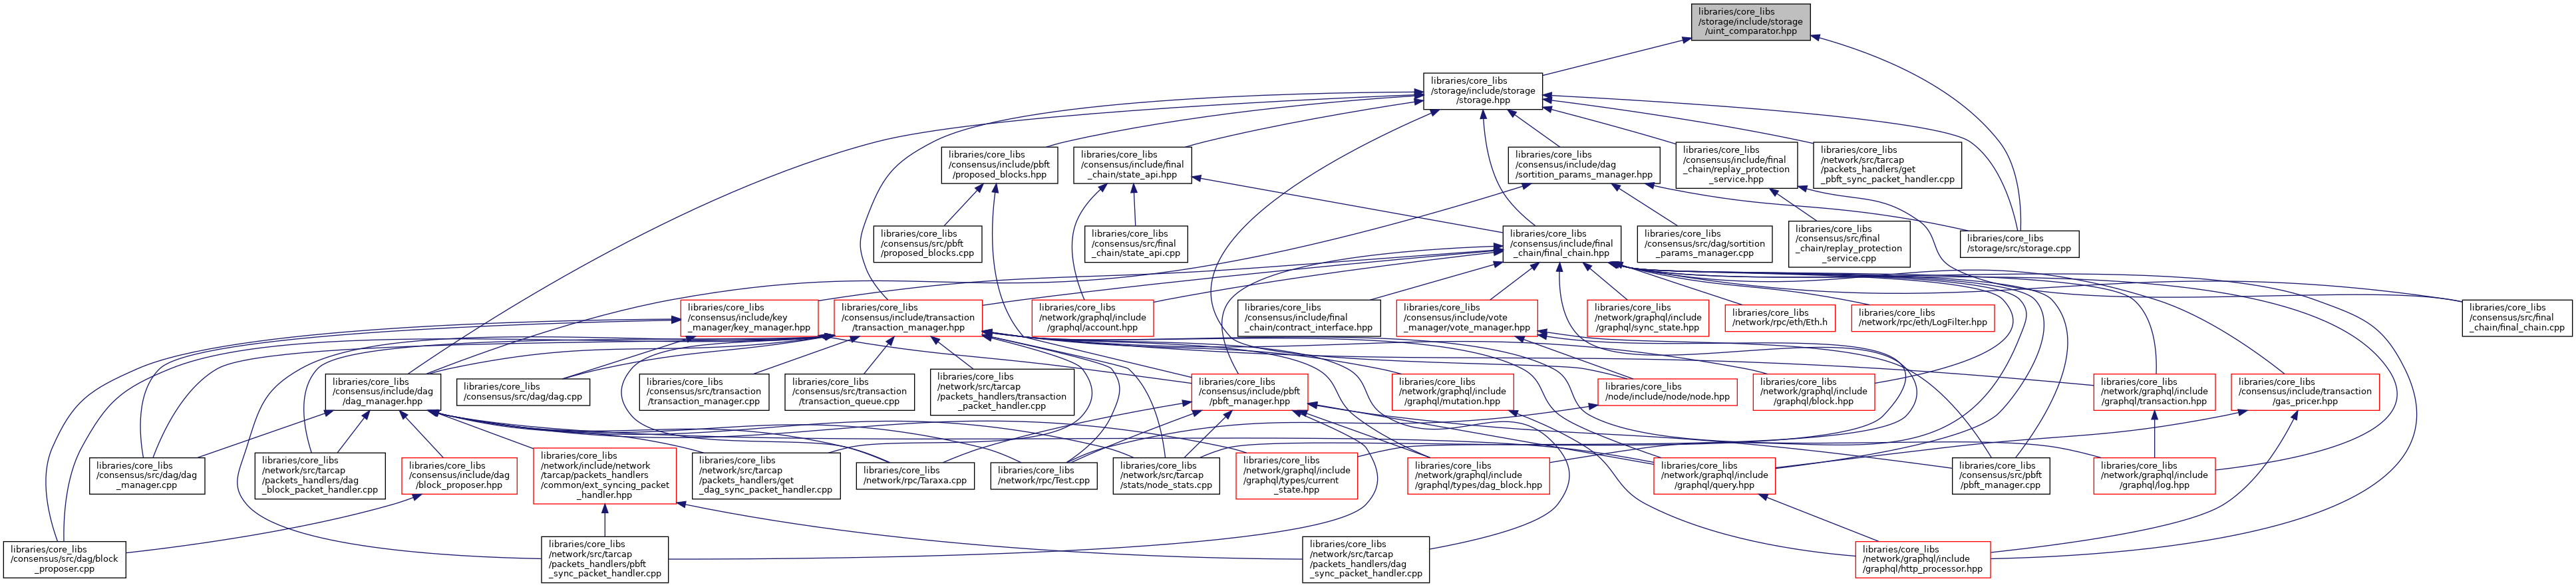 libraries/core_libs
/storage/include/storage
/uint_comparator.hpp
libraries/core_libs
/storage/include/storage
/storage.hpp
libraries/core_libs
/consensus/include/pbft
/proposed_blocks.hpp
libraries/core_libs
/consensus/include/final
_chain/state_api.hpp
libraries/core_libs
/consensus/include/dag
/sortition_params_manager.hpp
libraries/core_libs
/consensus/include/final
_chain/replay_protection
_service.hpp
libraries/core_libs
/network/src/tarcap
/packets_handlers/get
_pbft_sync_packet_handler.cpp
libraries/core_libs
/consensus/src/pbft
/proposed_blocks.cpp
libraries/core_libs
/consensus/src/final
_chain/state_api.cpp
libraries/core_libs
/consensus/include/final
_chain/final_chain.hpp
libraries/core_libs
/consensus/src/dag/sortition
_params_manager.cpp
libraries/core_libs
/consensus/src/final
_chain/replay_protection
_service.cpp
libraries/core_libs
/storage/src/storage.cpp
libraries/core_libs
/consensus/include/key
_manager/key_manager.hpp
libraries/core_libs
/consensus/include/transaction
/transaction_manager.hpp
libraries/core_libs
/network/graphql/include
/graphql/account.hpp
libraries/core_libs
/consensus/include/final
_chain/contract_interface.hpp
libraries/core_libs
/consensus/include/vote
_manager/vote_manager.hpp
libraries/core_libs
/network/graphql/include
/graphql/sync_state.hpp
libraries/core_libs
/network/rpc/eth/Eth.h
libraries/core_libs
/network/rpc/eth/LogFilter.hpp
libraries/core_libs
/consensus/src/final
_chain/final_chain.cpp
libraries/core_libs
/consensus/include/dag
/dag_manager.hpp
libraries/core_libs
/consensus/src/dag/dag.cpp
libraries/core_libs
/consensus/src/transaction
/transaction_manager.cpp
libraries/core_libs
/consensus/src/transaction
/transaction_queue.cpp
libraries/core_libs
/network/src/tarcap
/packets_handlers/transaction
_packet_handler.cpp
libraries/core_libs
/consensus/include/pbft
/pbft_manager.hpp
libraries/core_libs
/network/graphql/include
/graphql/mutation.hpp
libraries/core_libs
/node/include/node/node.hpp
libraries/core_libs
/network/graphql/include
/graphql/block.hpp
libraries/core_libs
/network/graphql/include
/graphql/transaction.hpp
libraries/core_libs
/consensus/include/transaction
/gas_pricer.hpp
libraries/core_libs
/consensus/src/dag/dag
_manager.cpp
libraries/core_libs
/network/src/tarcap
/packets_handlers/dag
_block_packet_handler.cpp
libraries/core_libs
/consensus/include/dag
/block_proposer.hpp
libraries/core_libs
/network/include/network
/tarcap/packets_handlers
/common/ext_syncing_packet
_handler.hpp
libraries/core_libs
/network/src/tarcap
/packets_handlers/get
_dag_sync_packet_handler.cpp
libraries/core_libs
/network/rpc/Taraxa.cpp
libraries/core_libs
/network/rpc/Test.cpp
libraries/core_libs
/network/src/tarcap
/stats/node_stats.cpp
libraries/core_libs
/network/graphql/include
/graphql/types/current
_state.hpp
libraries/core_libs
/network/graphql/include
/graphql/types/dag_block.hpp
libraries/core_libs
/network/graphql/include
/graphql/query.hpp
libraries/core_libs
/consensus/src/pbft
/pbft_manager.cpp
libraries/core_libs
/network/graphql/include
/graphql/log.hpp
libraries/core_libs
/consensus/src/dag/block
_proposer.cpp
libraries/core_libs
/network/src/tarcap
/packets_handlers/pbft
_sync_packet_handler.cpp
libraries/core_libs
/network/src/tarcap
/packets_handlers/dag
_sync_packet_handler.cpp
libraries/core_libs
/network/graphql/include
/graphql/http_processor.hpp